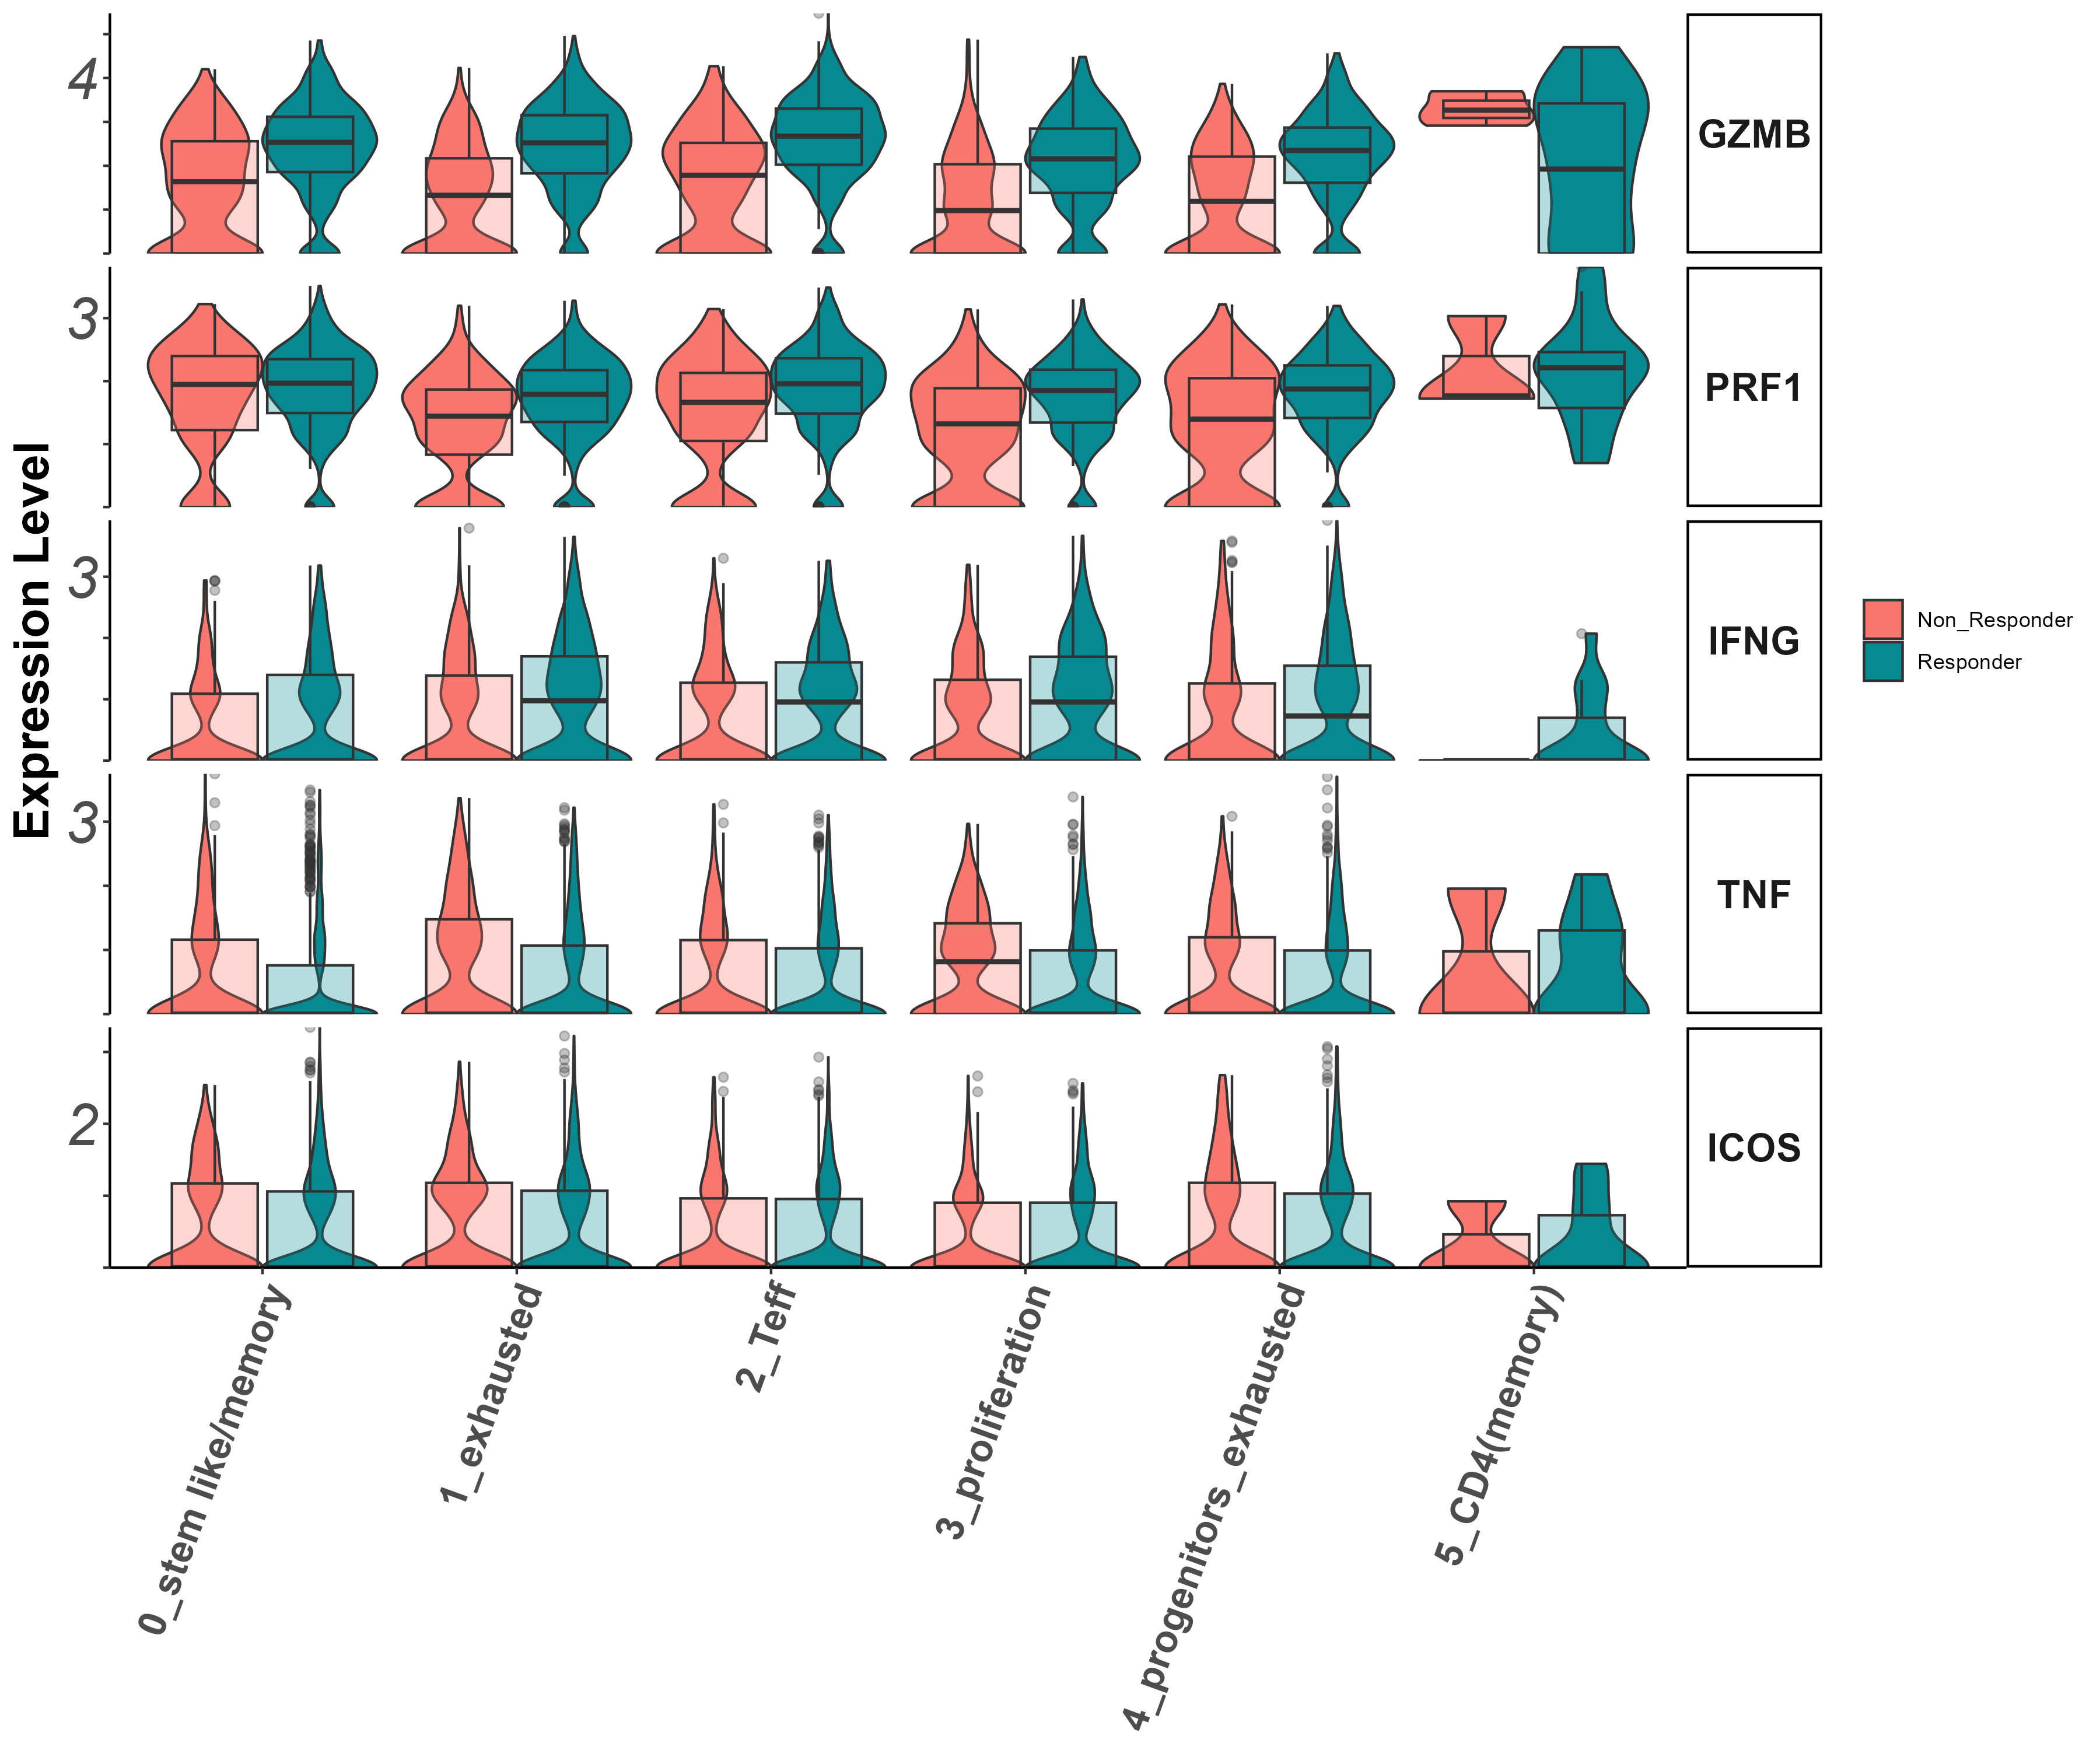 Expression Level
4
GZMB
3
PRF1
3
IFNG
3
TNF
2
ICOS
Non_Responder
Responder
0_stem like/memory
1_exhausted
2_Teff
3_proliferation
4_progenitors_exhausted
5_CD4(memory)